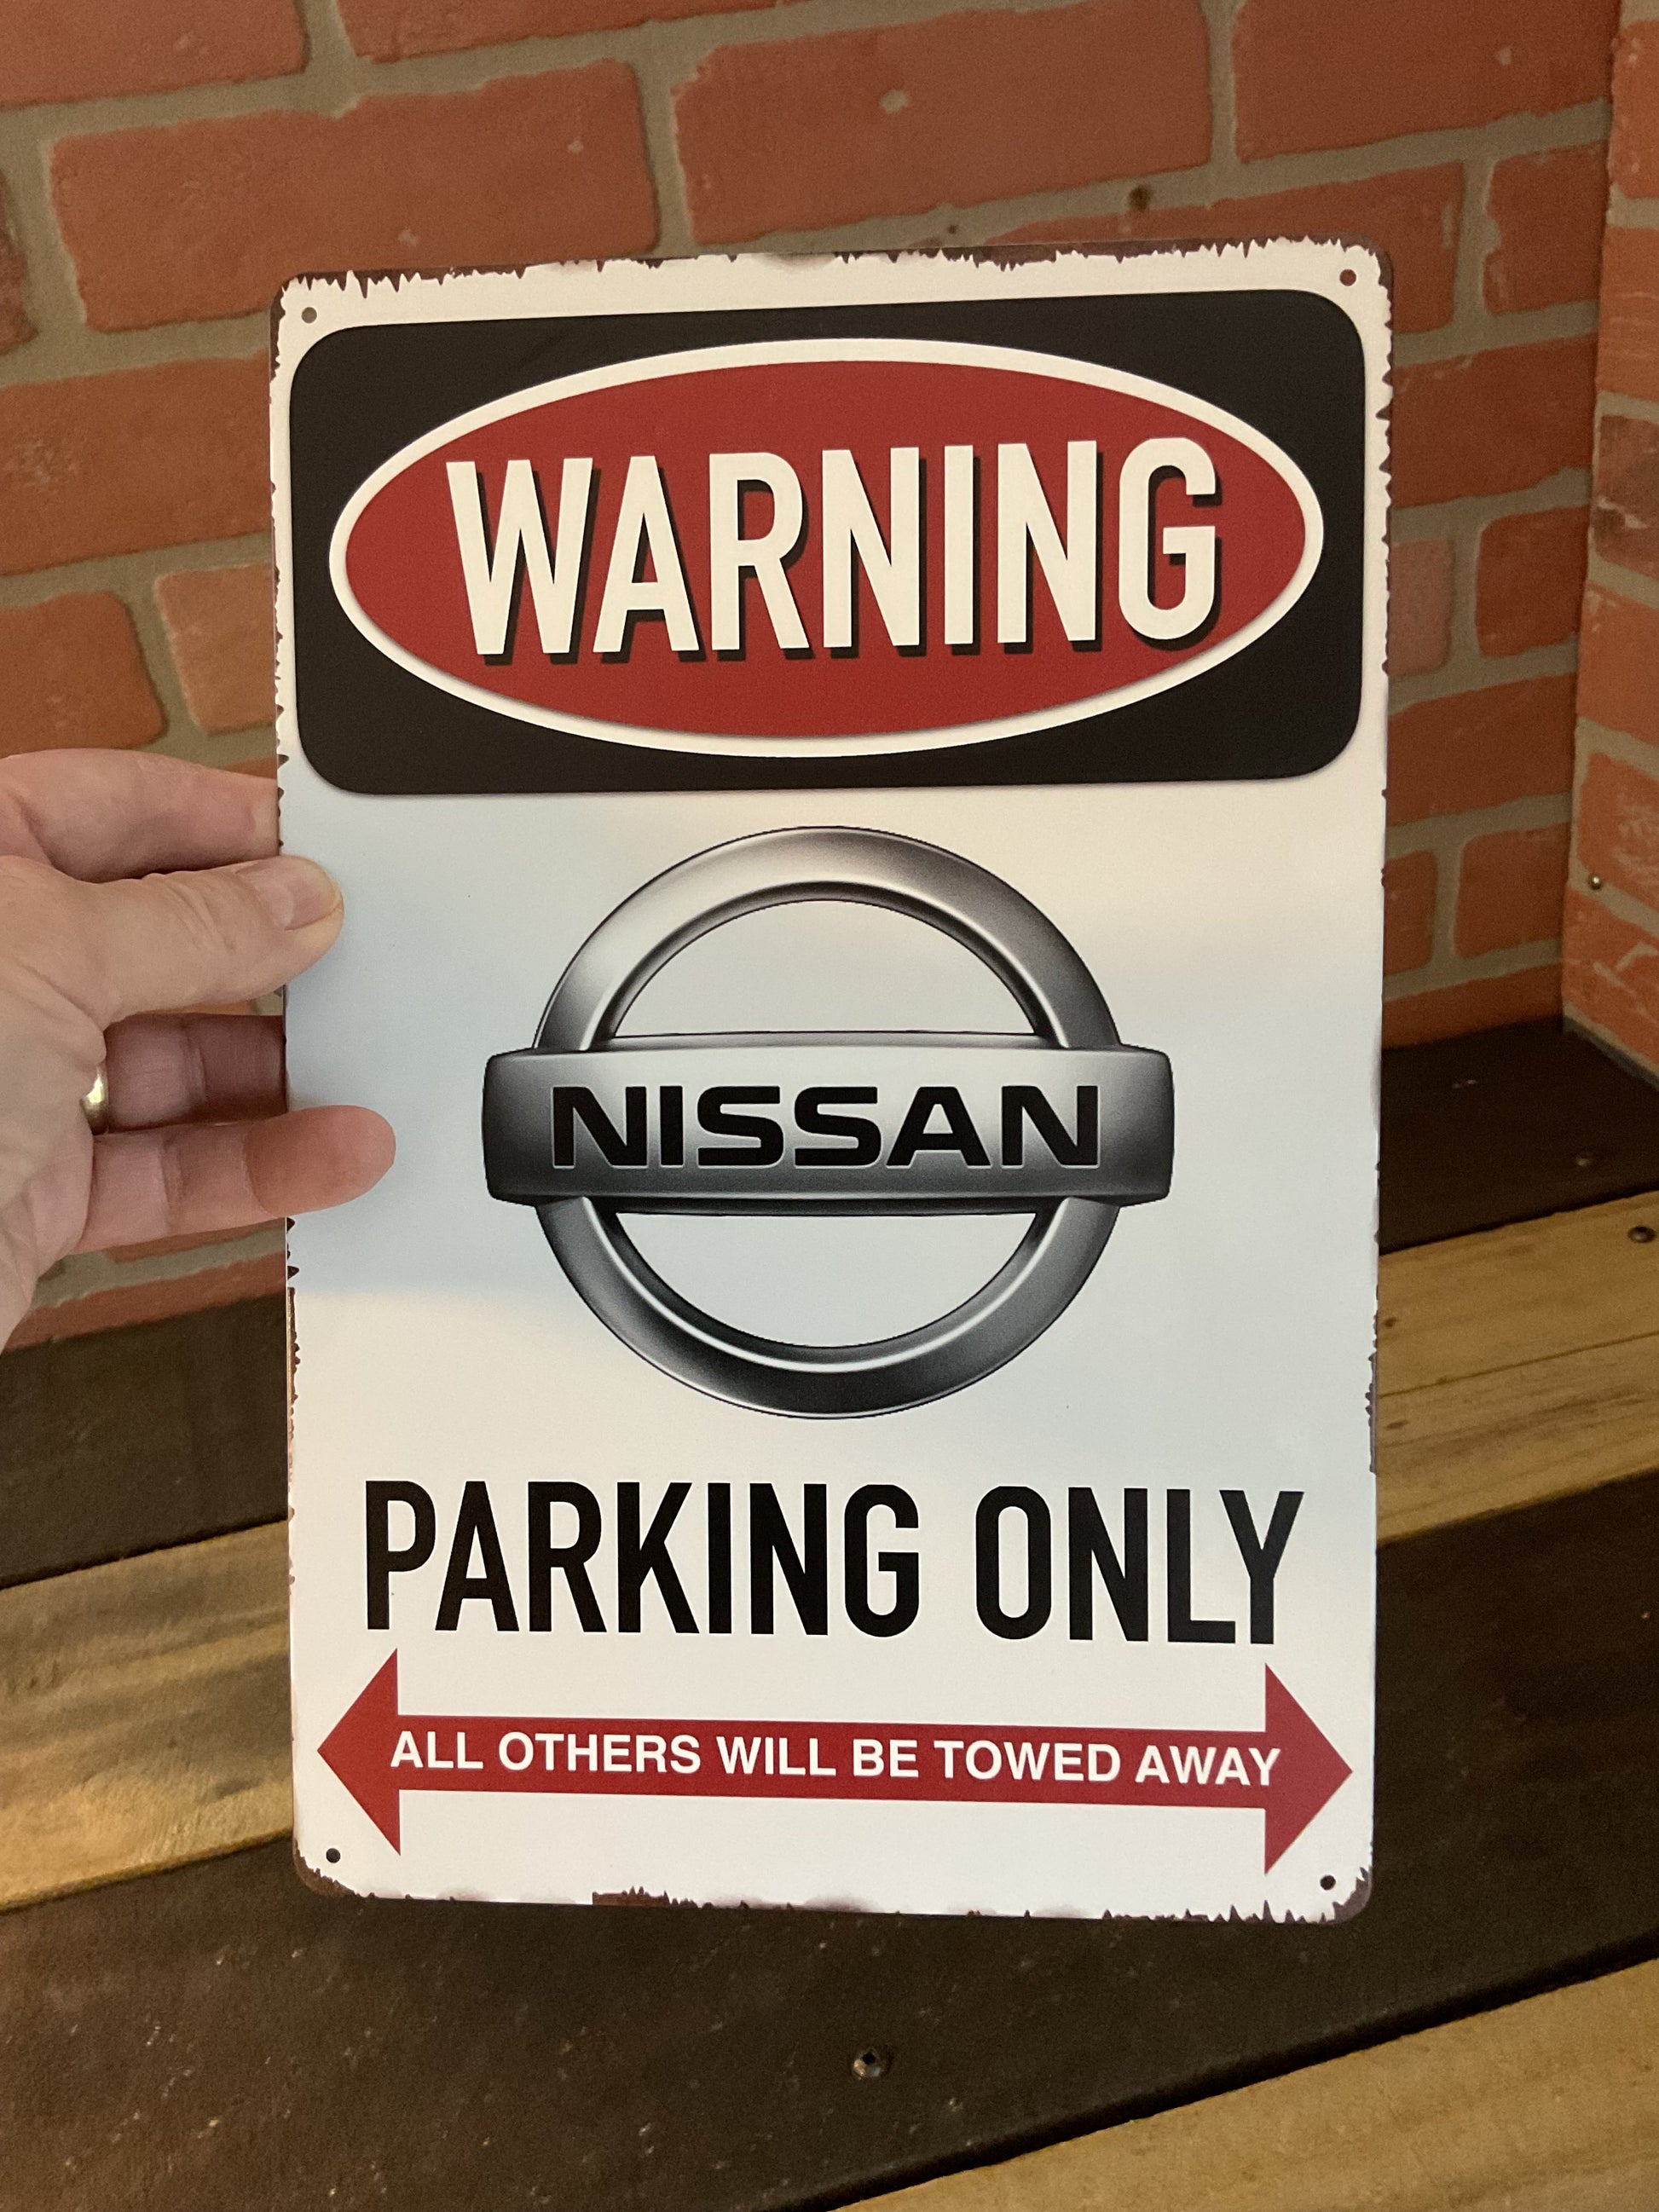 WARNING
NISSAN
PARKING ONLY
ALL OTHERS WILL BE TOWED AWAY